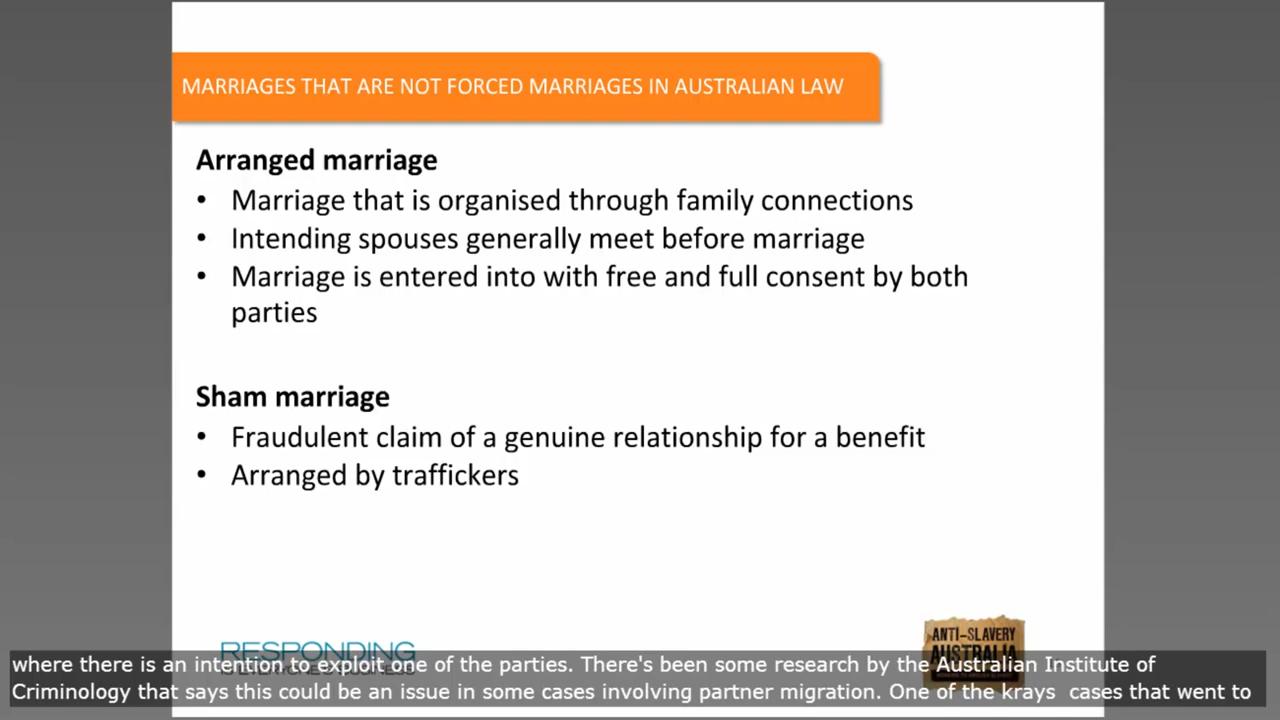 MARRIAGES THAT ARE NOT FORCED MARRIAGES IN AUSTRALIAN LAW
Arranged marriage
• Marriage that is organised through family connections
• Intending spouses generally meet before marriage
• Marriage is entered into with free and full consent by both
parties
Sham marriage
• Fraudulent claim of a genuine relationship for a benefit
• Arranged by traffickers
RESPONDING
ANTI-SLAVERY
AUSTRALIA
where there is an intention to exploit one of the parties. There's been some research by the Australian Institute of
Criminology that says this could be an issue in some cases involving partner migration. One of the krays cases that went to